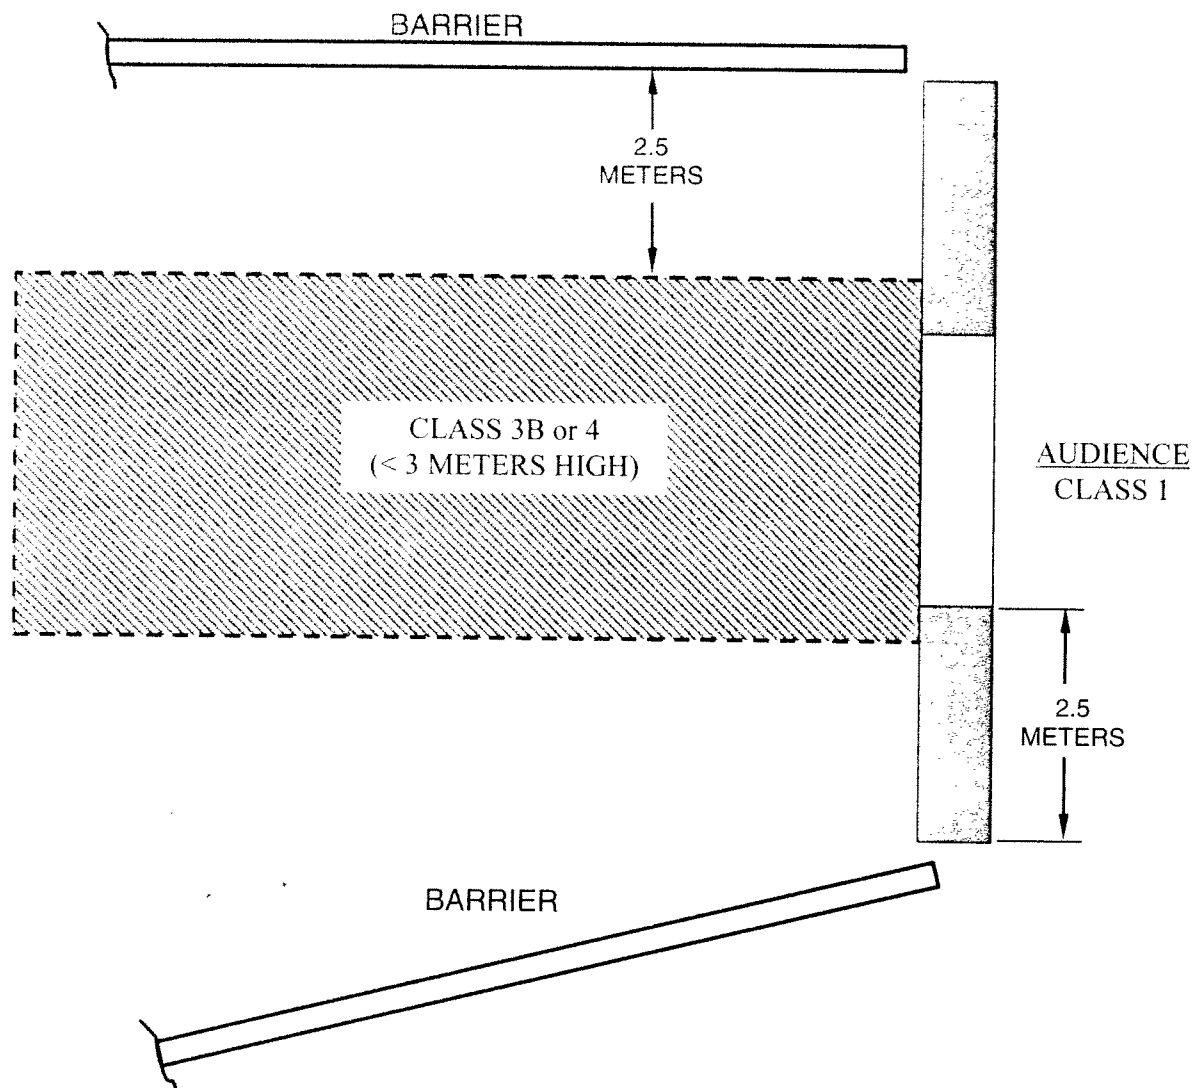 BARRIER
2.5
METERS
CLASS 3B or 4
(< 3 METERS HIGH)
AUDIENCE
CLASS 1
2.5
METERS
BARRIER